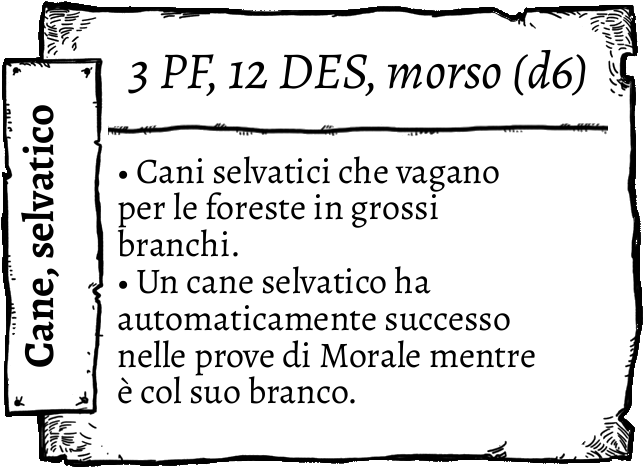 Cane, selvatico
3 PF, 12 DES, morso (d6)
• Cani selvatici che vagano
per le foreste in grossi
branchi.
• Un cane selvatico ha
automaticamente successo
nelle prove di Morale mentre
è col suo branco.